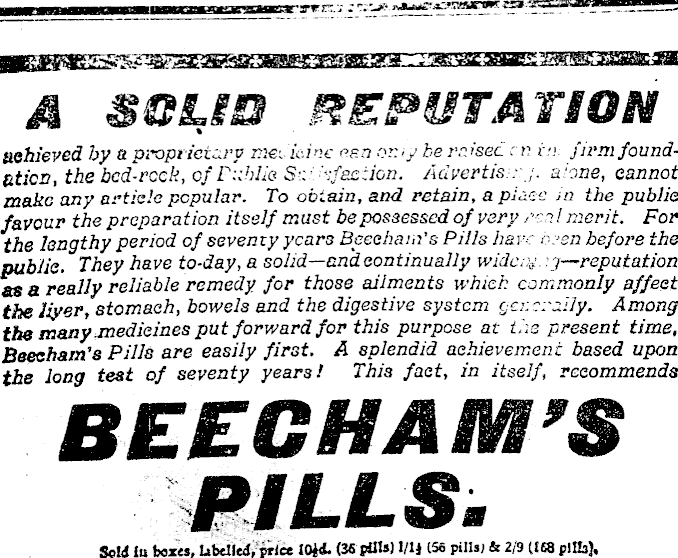 A SOLID REPUTATION
achieved by a proprietary medicine can only be raised on the firm found-
ation, the bed-rock, of Public Satisfaction. Advertising, alone, cannot
make any article popular. To obtain, and retain, a place in the public
favour the preparation itself must be possessed of very real merit. For
the lengthy period of seventy years Beecham's Pills have been before the
public. They have to-day, a solid—and continually widening—reputation
as a really reliable remedy for those ailments which commonly affect
the liver, stomach, bowels and the digestive system generally. Among
the many medicines put forward for this purpose at the present time,
Beecham's Pills are easily first. A splendid achievement based upon
the long test of seventy years! This fact, in itself, recommends
BEECHAM'S
PILLS.
Sold in boxes, labelled, price 10½d. (36 pills) 1/1½ (56 pills) & 2/9 (168 pills).